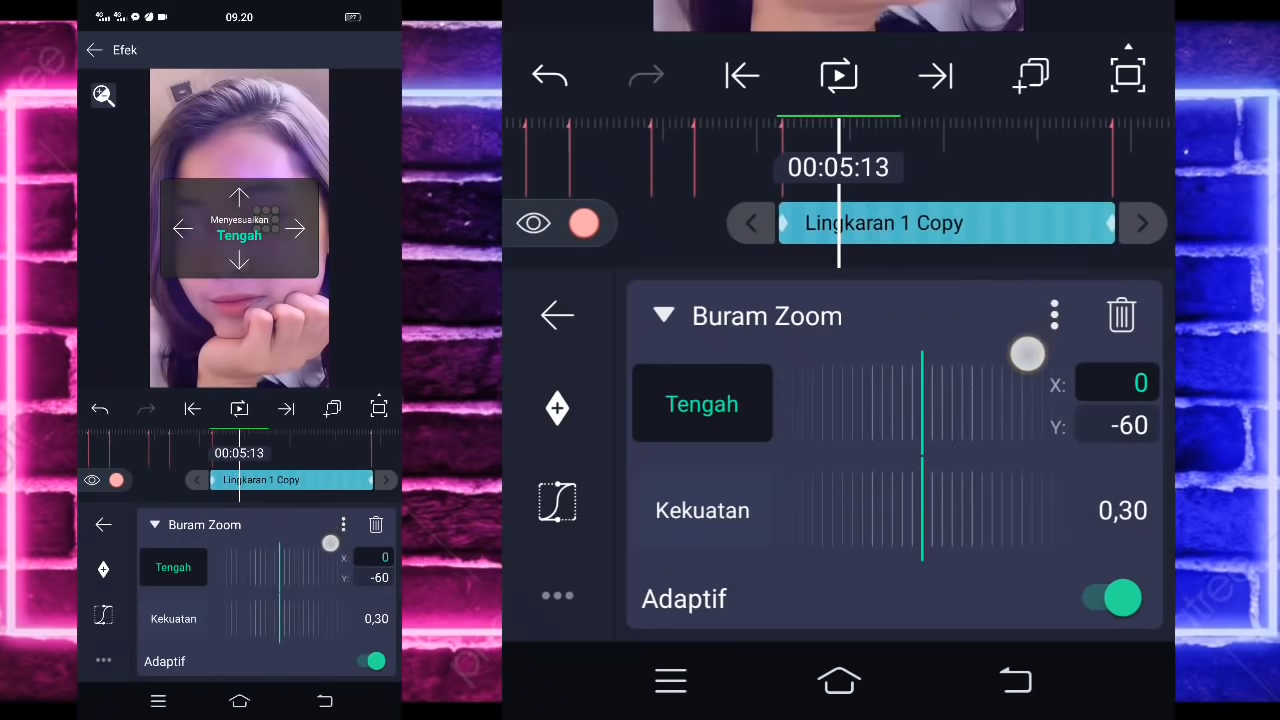 09.20
27
Efek
Menyesuaikan
Tengah
00:05:13
Lingkaran 1 Copy
Buram Zoom
Tengah
X: 0
Y: -60
Kekuatan
0,30
Adaptif
00:05:13
Lingkaran 1 Copy
Buram Zoom
Tengah
X: 0
Y: -60
Kekuatan
0,30
Adaptif